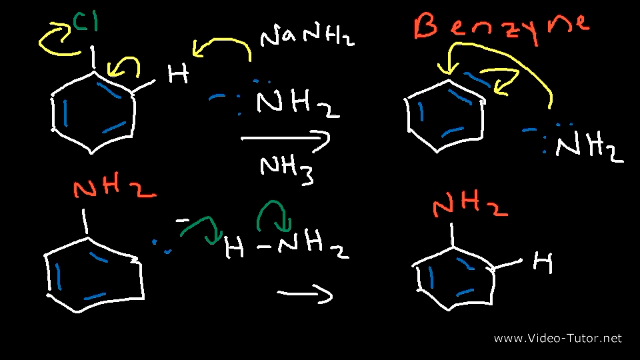 Cl
NaNH2
Benzyne
H
NH2
NH3
NH2
NH2
H-NH2
NH2
H
www.Video-Tutor.net